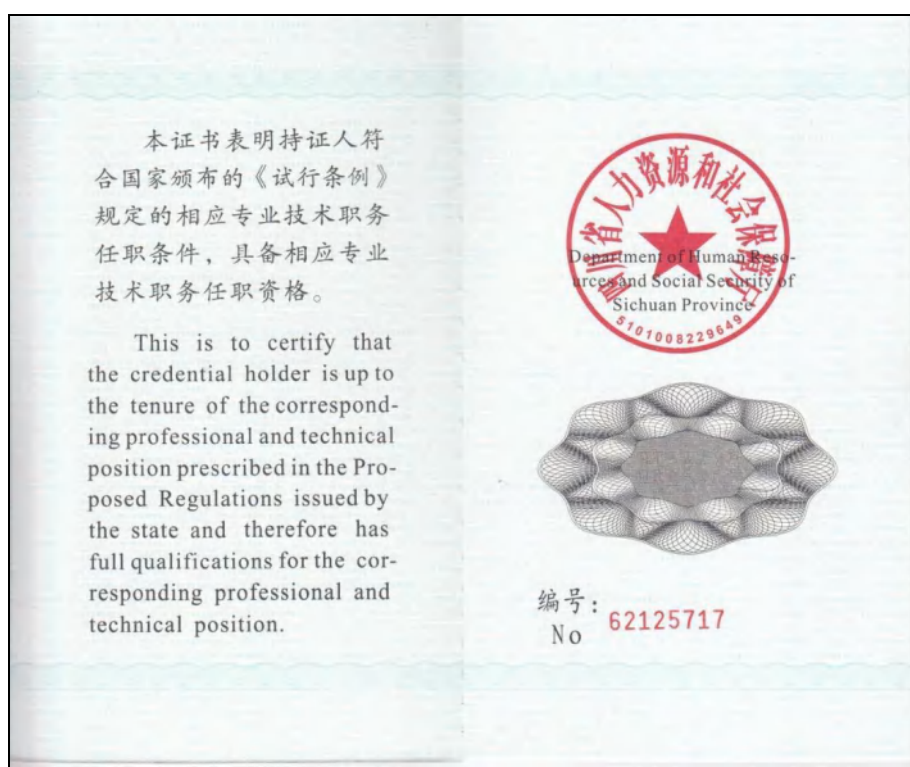 本证书表明持证人符
合国家颁布的《试行条例》
规定的相应专业技术职务
任职条件，具备相应专业
技术职务任职资格。
This is to certify that
the credential holder is up to
the tenure of the correspond-
ing professional and technical
position prescribed in the Pro-
posed Regulations issued by
the state and therefore has
full qualifications for the cor-
responding professional and
technical position.
四川省人力资源和社会保障厅
Department of Human Reso-
urces and Social Security of
Sichuan Province
5101008229649
编号：
No 62125717